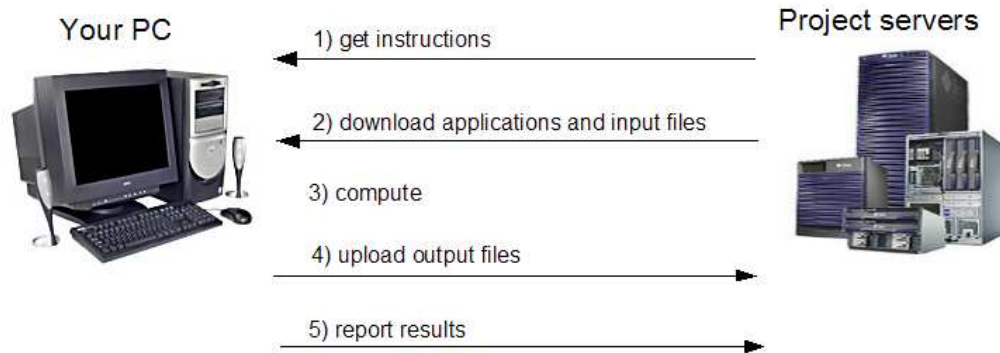 Your PC
Project servers
1) get instructions
2) download applications and input files
3) compute
4) upload output files
5) report results